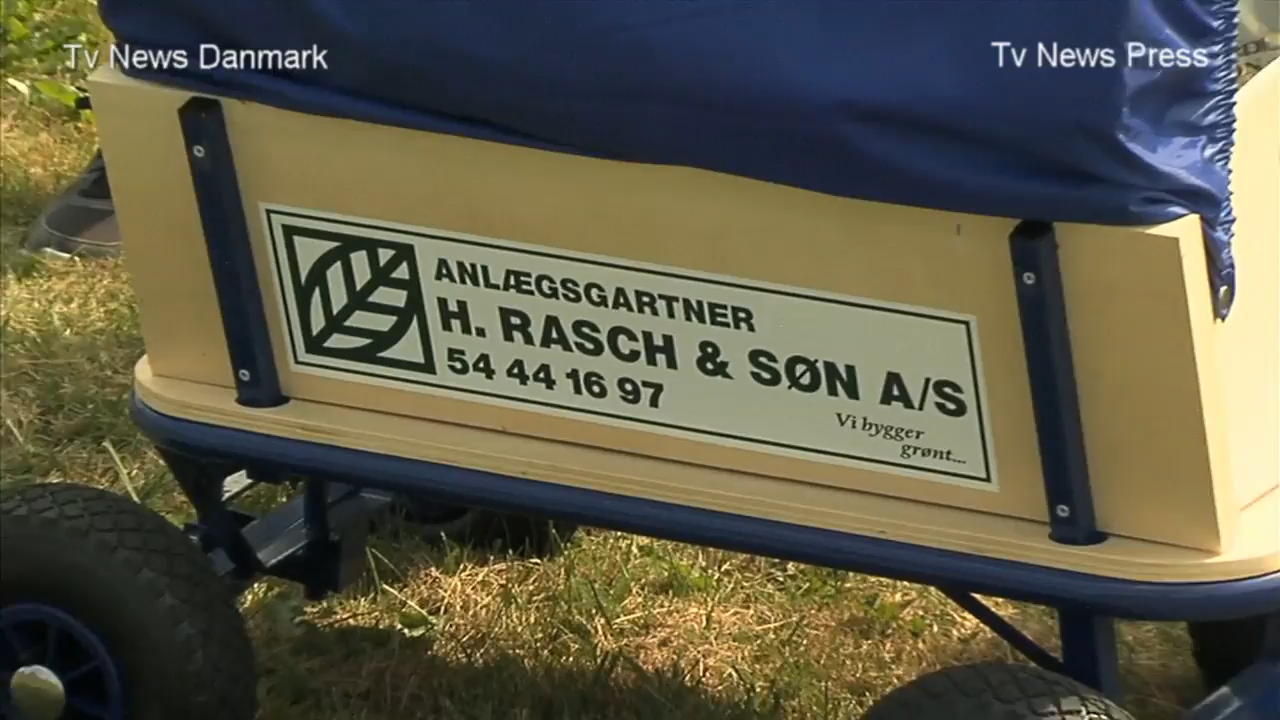 Tv News Danmark
Tv News Press
ANLÆGSGARTNER
H. RASCH & SØN A/S
54 44 16 97
Vi bygger
grønt...